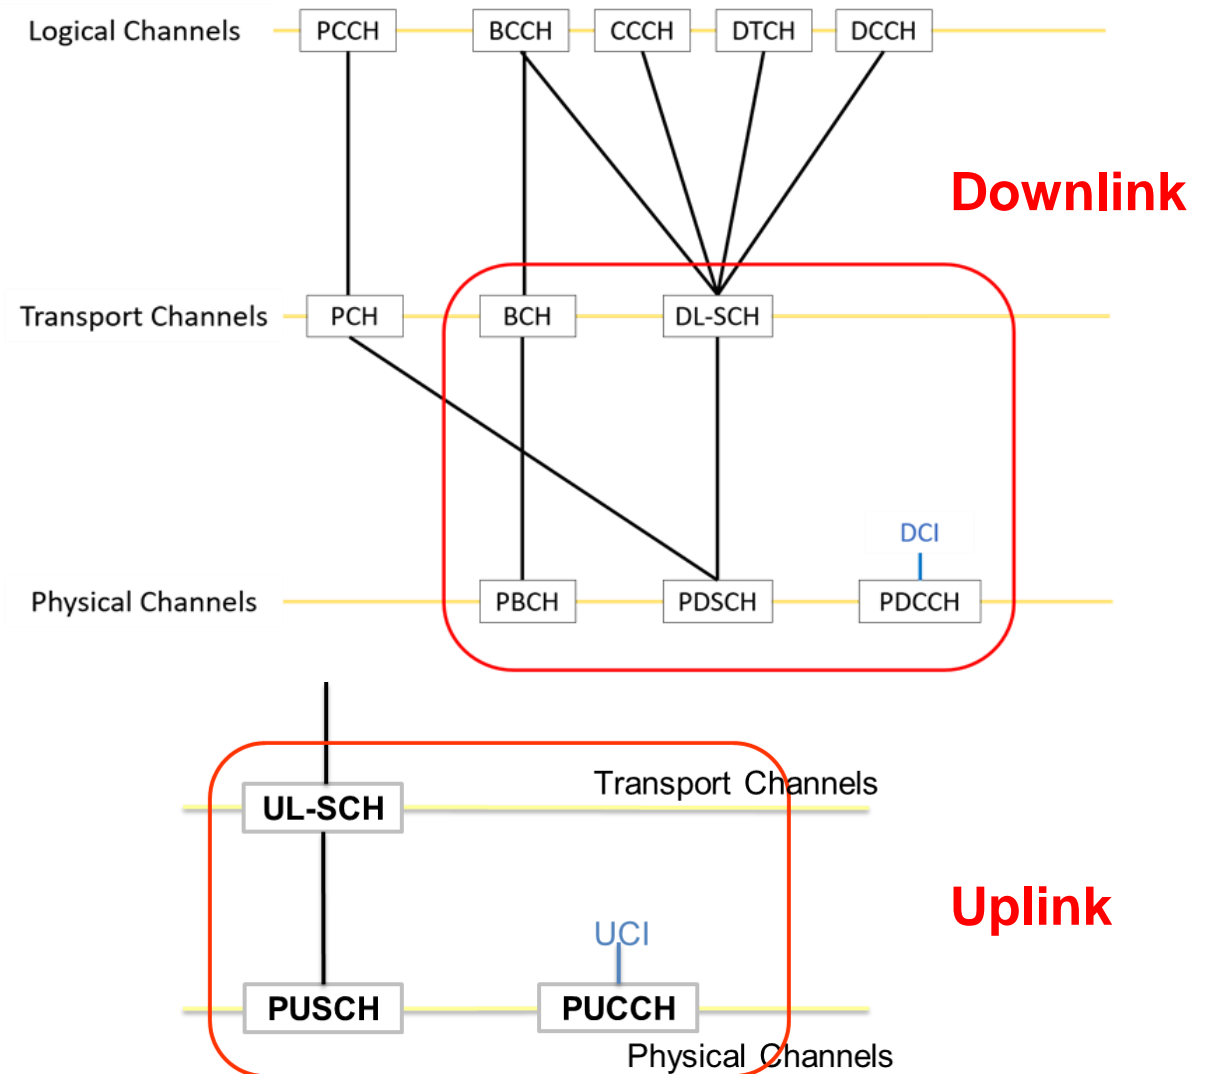 Logical Channels PCCH BCCH CCCH DTCH DCCH
Downlink
Transport Channels PCH BCH DL-SCH
DCI
Physical Channels PBCH PDSCH PDCCH
Transport Channels
UL-SCH
Uplink
UCI
PUSCH PUCCH
Physical Channels